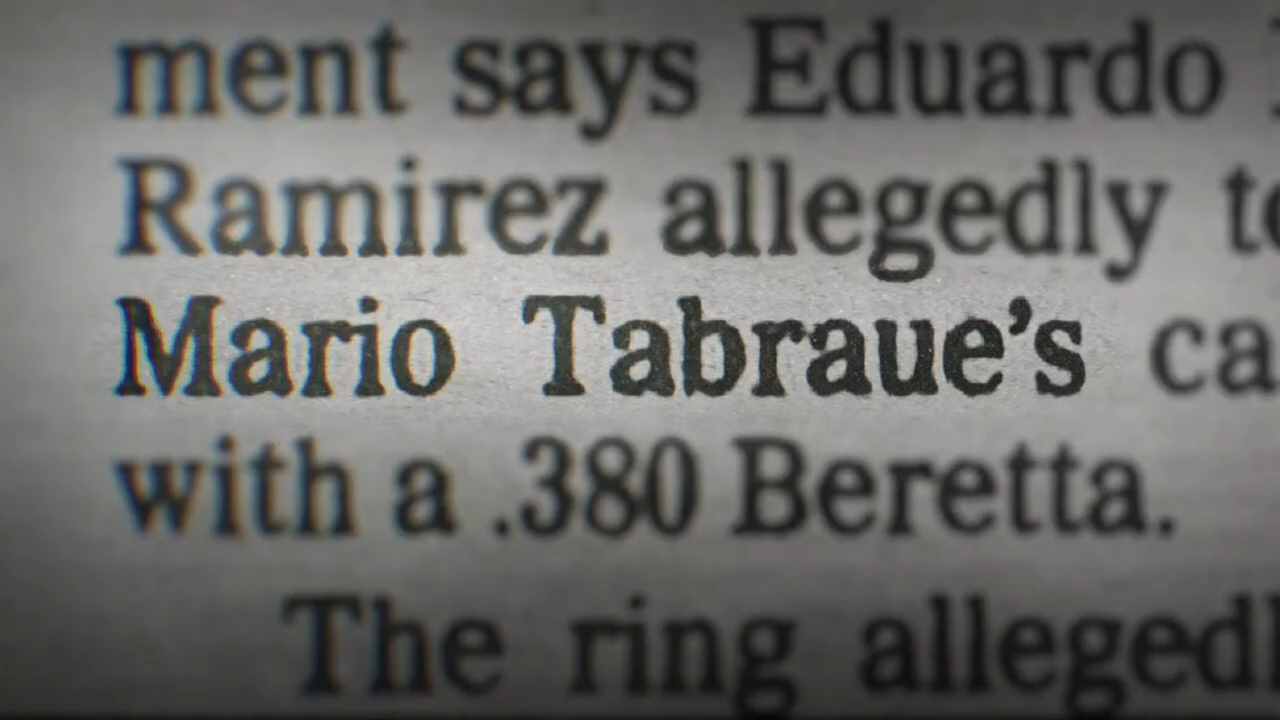 ment says Eduardo
Ramirez allegedly
Mario Tabraue's
with a .380 Beretta.
The ring